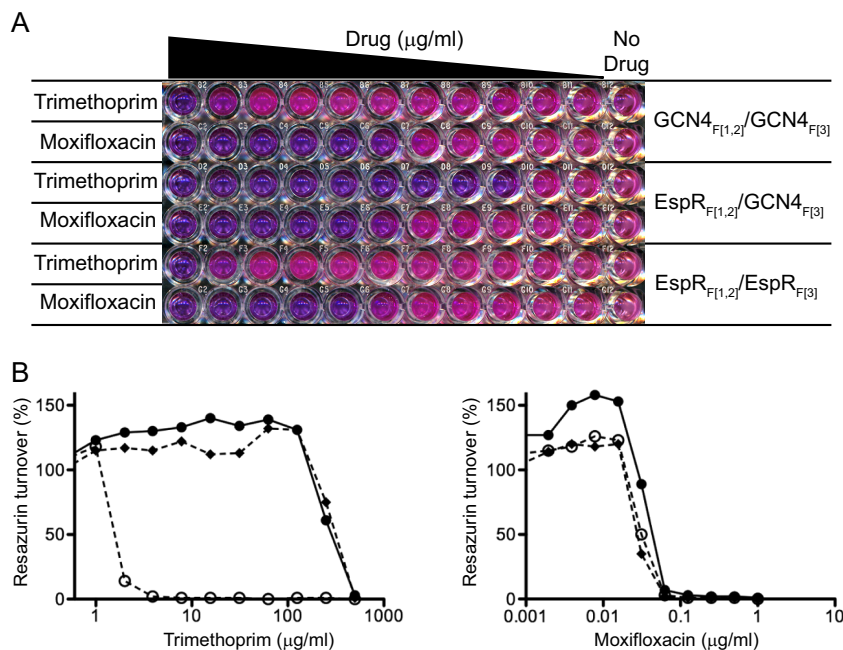 A
Drug (μg/ml)
No
Drug
Trimethoprim
Moxifloxacin
GCN4F[1,2]/GCN4F[3]
Trimethoprim
Moxifloxacin
EspRF[1,2]/GCN4F[3]
Trimethoprim
Moxifloxacin
EspRF[1,2]/EspRF[3]
B
Resazurin turnover (%)
150
100
50
0
1
10
100
1000
Trimethoprim (μg/ml)
Resazurin turnover (%)
150
100
50
0
0.001
0.01
0.1
1
10
Moxifloxacin (μg/ml)